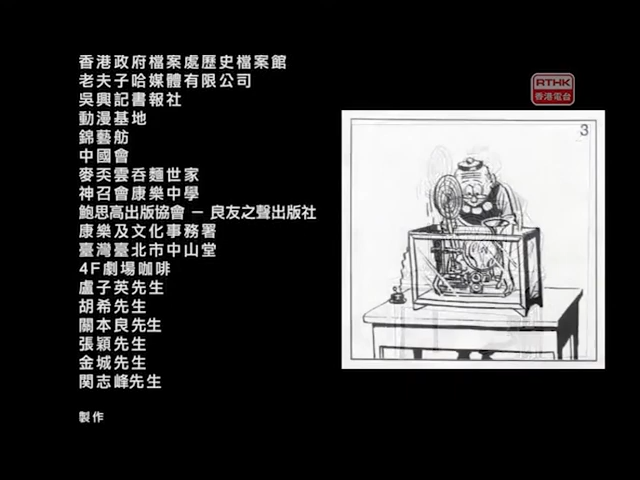 香港政府檔案處歷史檔案館
老夫子哈媒體有限公司
吳興記書報社
動漫基地
錦藝舫
中國會
麥奀雲吞麵世家
神召會康樂中學
鮑思高出版協會 － 良友之聲出版社
康樂及文化事務署
臺灣臺北市中山堂
4F劇場咖啡
盧子英先生
胡希先生
關本良先生
張穎先生
金城先生
関志峰先生
製作
RTHK
香港電台
3